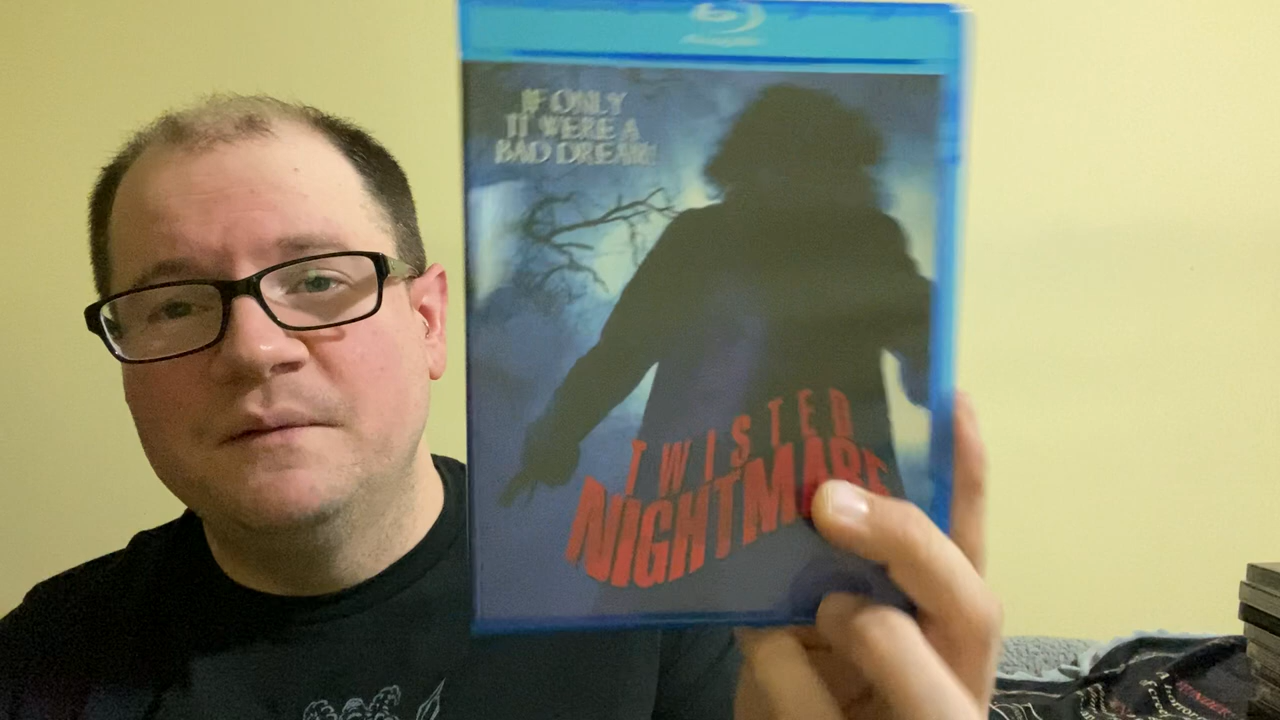 IF ONLY
IT WERE A
BAD DREAM!
TWISTED
NIGHTMARE